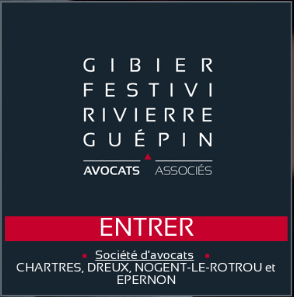 GIBIER
FESTIVI
RIVIERRE
GUÉPIN
AVOCATS ASSOCIÉS
ENTRER
Société d'avocats
CHARTRES, DREUX, NOGENT-LE-ROTROU et
EPERNON